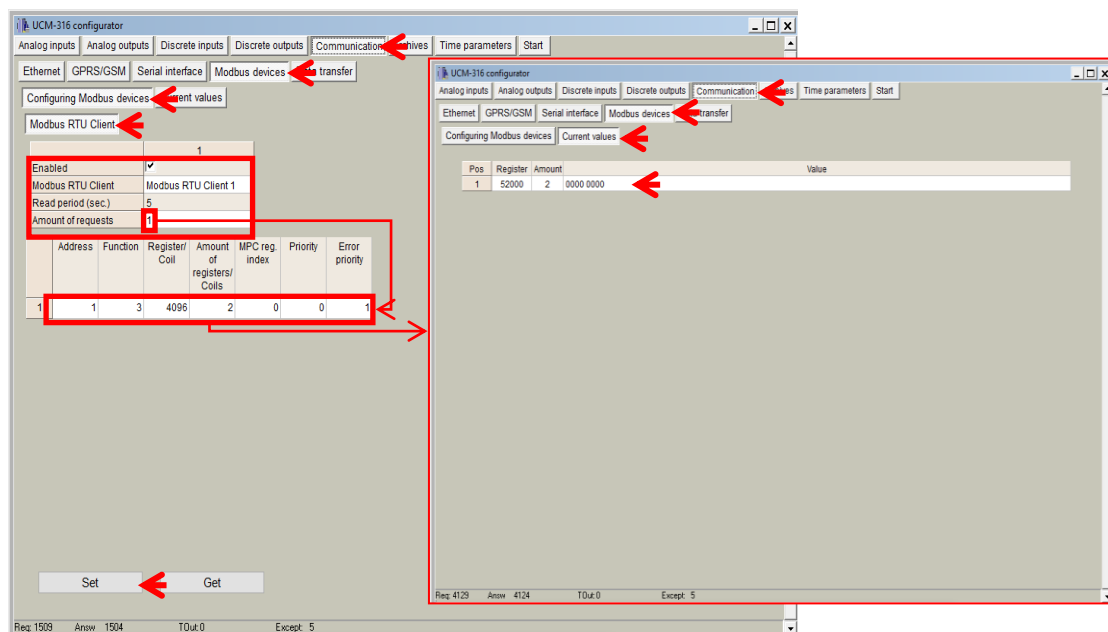 UCM-316 configurator
Analog inputs Analog outputs Discrete inputs Discrete outputs Communication Time parameters Start
Ethernet GPRS/GSM Serial interface Modbus devices transfer
Configuring Modbus devices Current values
Modbus RTU Client
1
Enabled
Modbus RTU Client Modbus RTU Client 1
Read period (sec.) 5
Amount of requests 1
Address Function Register/ Amount MPC reg. Priority Error
Coil of index priority
registers/
Coils
1 1 3 4096 2 0 0 1
Set Get
Req: 1509 Answ 1504 TOut:0 Except: 5
UCM-316 configurator
Analog inputs Analog outputs Discrete inputs Discrete outputs Communication Time parameters Start
Ethernet GPRS/GSM Serial interface Modbus devices transfer
Configuring Modbus devices Current values
Pos Register Amount Value
1 52000 2 0000 0000
Req: 4129 Answ 4124 TOut:0 Except: 5